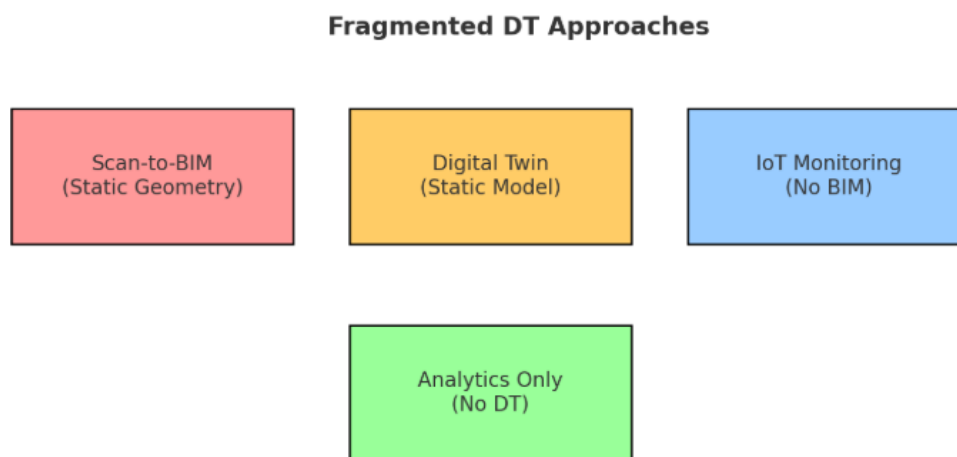 Fragmented DT Approaches
Scan-to-BIM
(Static Geometry)
Digital Twin
(Static Model)
IoT Monitoring
(No BIM)
Analytics Only
(No DT)